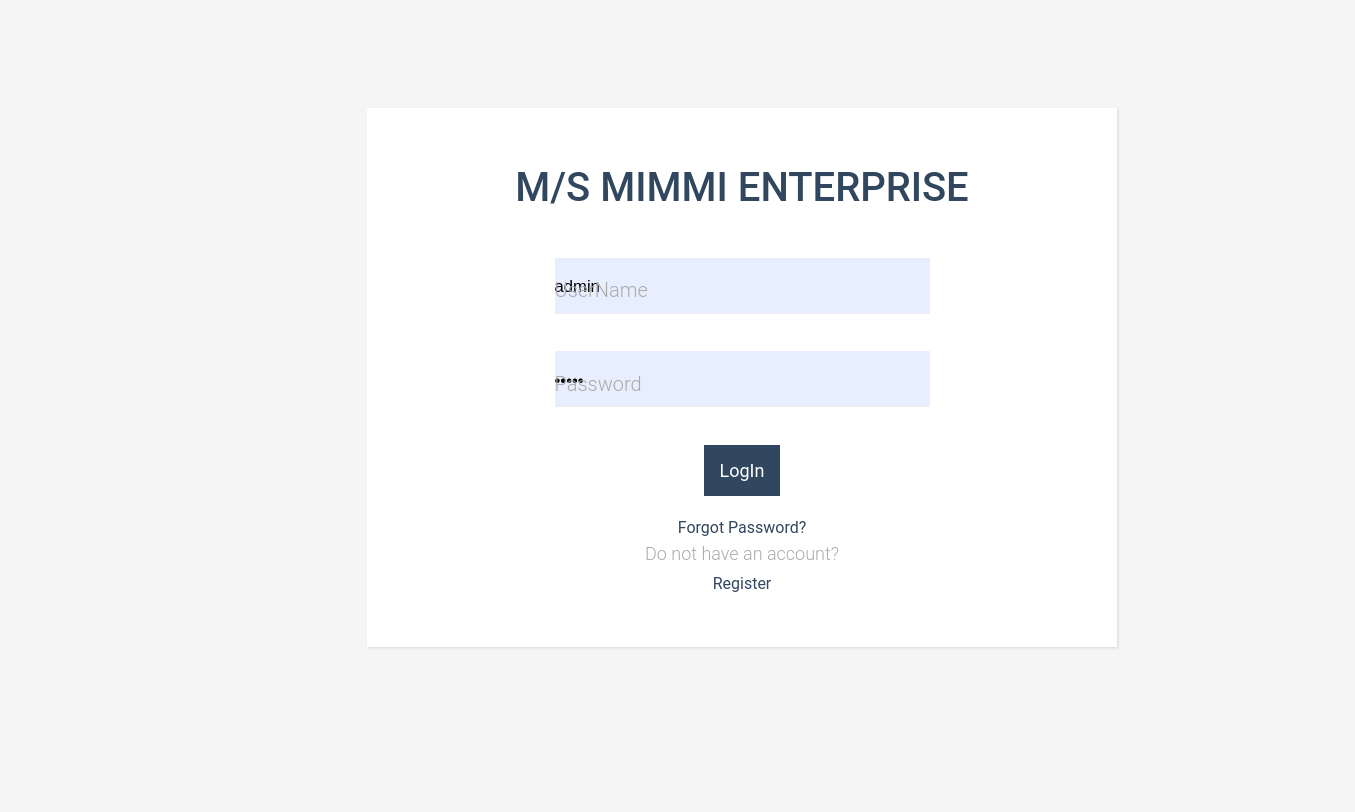 M/S MIMMI ENTERPRISE
admin
UserName
•••••
Password
LogIn
Forgot Password?
Do not have an account?
Register